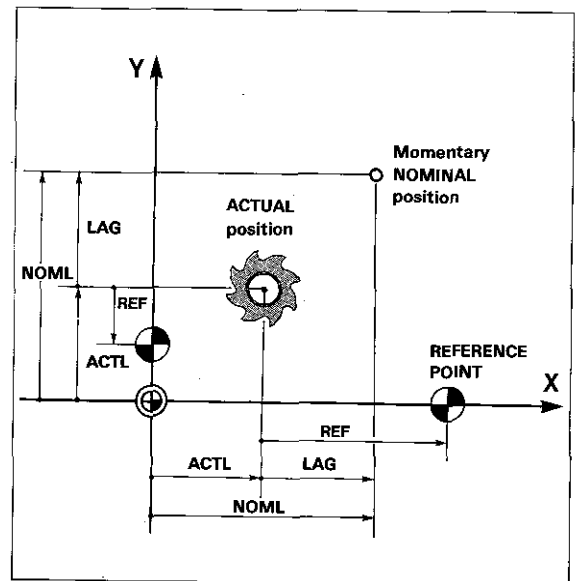 Y
Momentary
NOMINAL
position
ACTUAL
position
LAG
NOML
REF
ACTL
REFERENCE
POINT
X
REF
ACTL
LAG
NOML